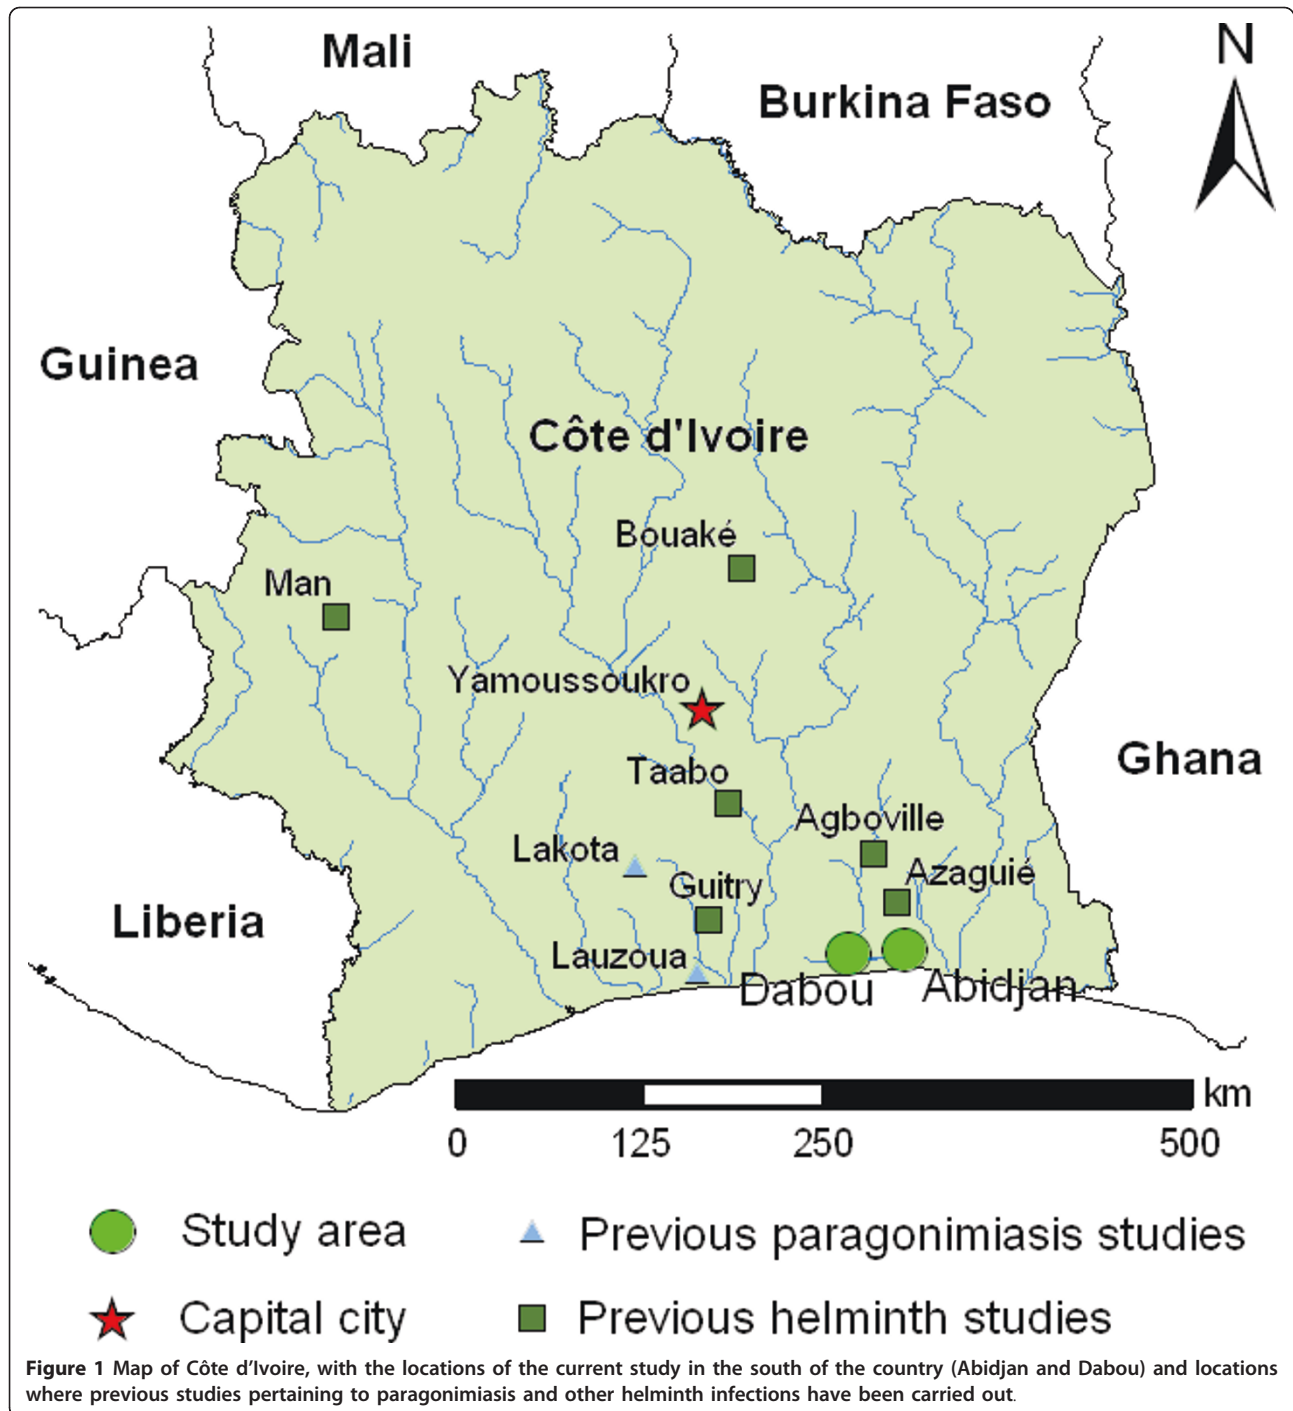 Mali
N
Burkina Faso
Guinea
Côte d'Ivoire
Bouaké
Man
Yamoussoukro
Taabo
Ghana
Agboville
Lakota
Azaguié
Guitry
Liberia
Lauzoua
Dabou
Abidjan
km
0 125 250 500
Study area
Previous paragonimiasis studies
Capital city
Previous helminth studies
Figure 1 Map of Côte d'Ivoire, with the locations of the current study in the south of the country (Abidjan and Dabou) and locations
where previous studies pertaining to paragonimiasis and other helminth infections have been carried out.